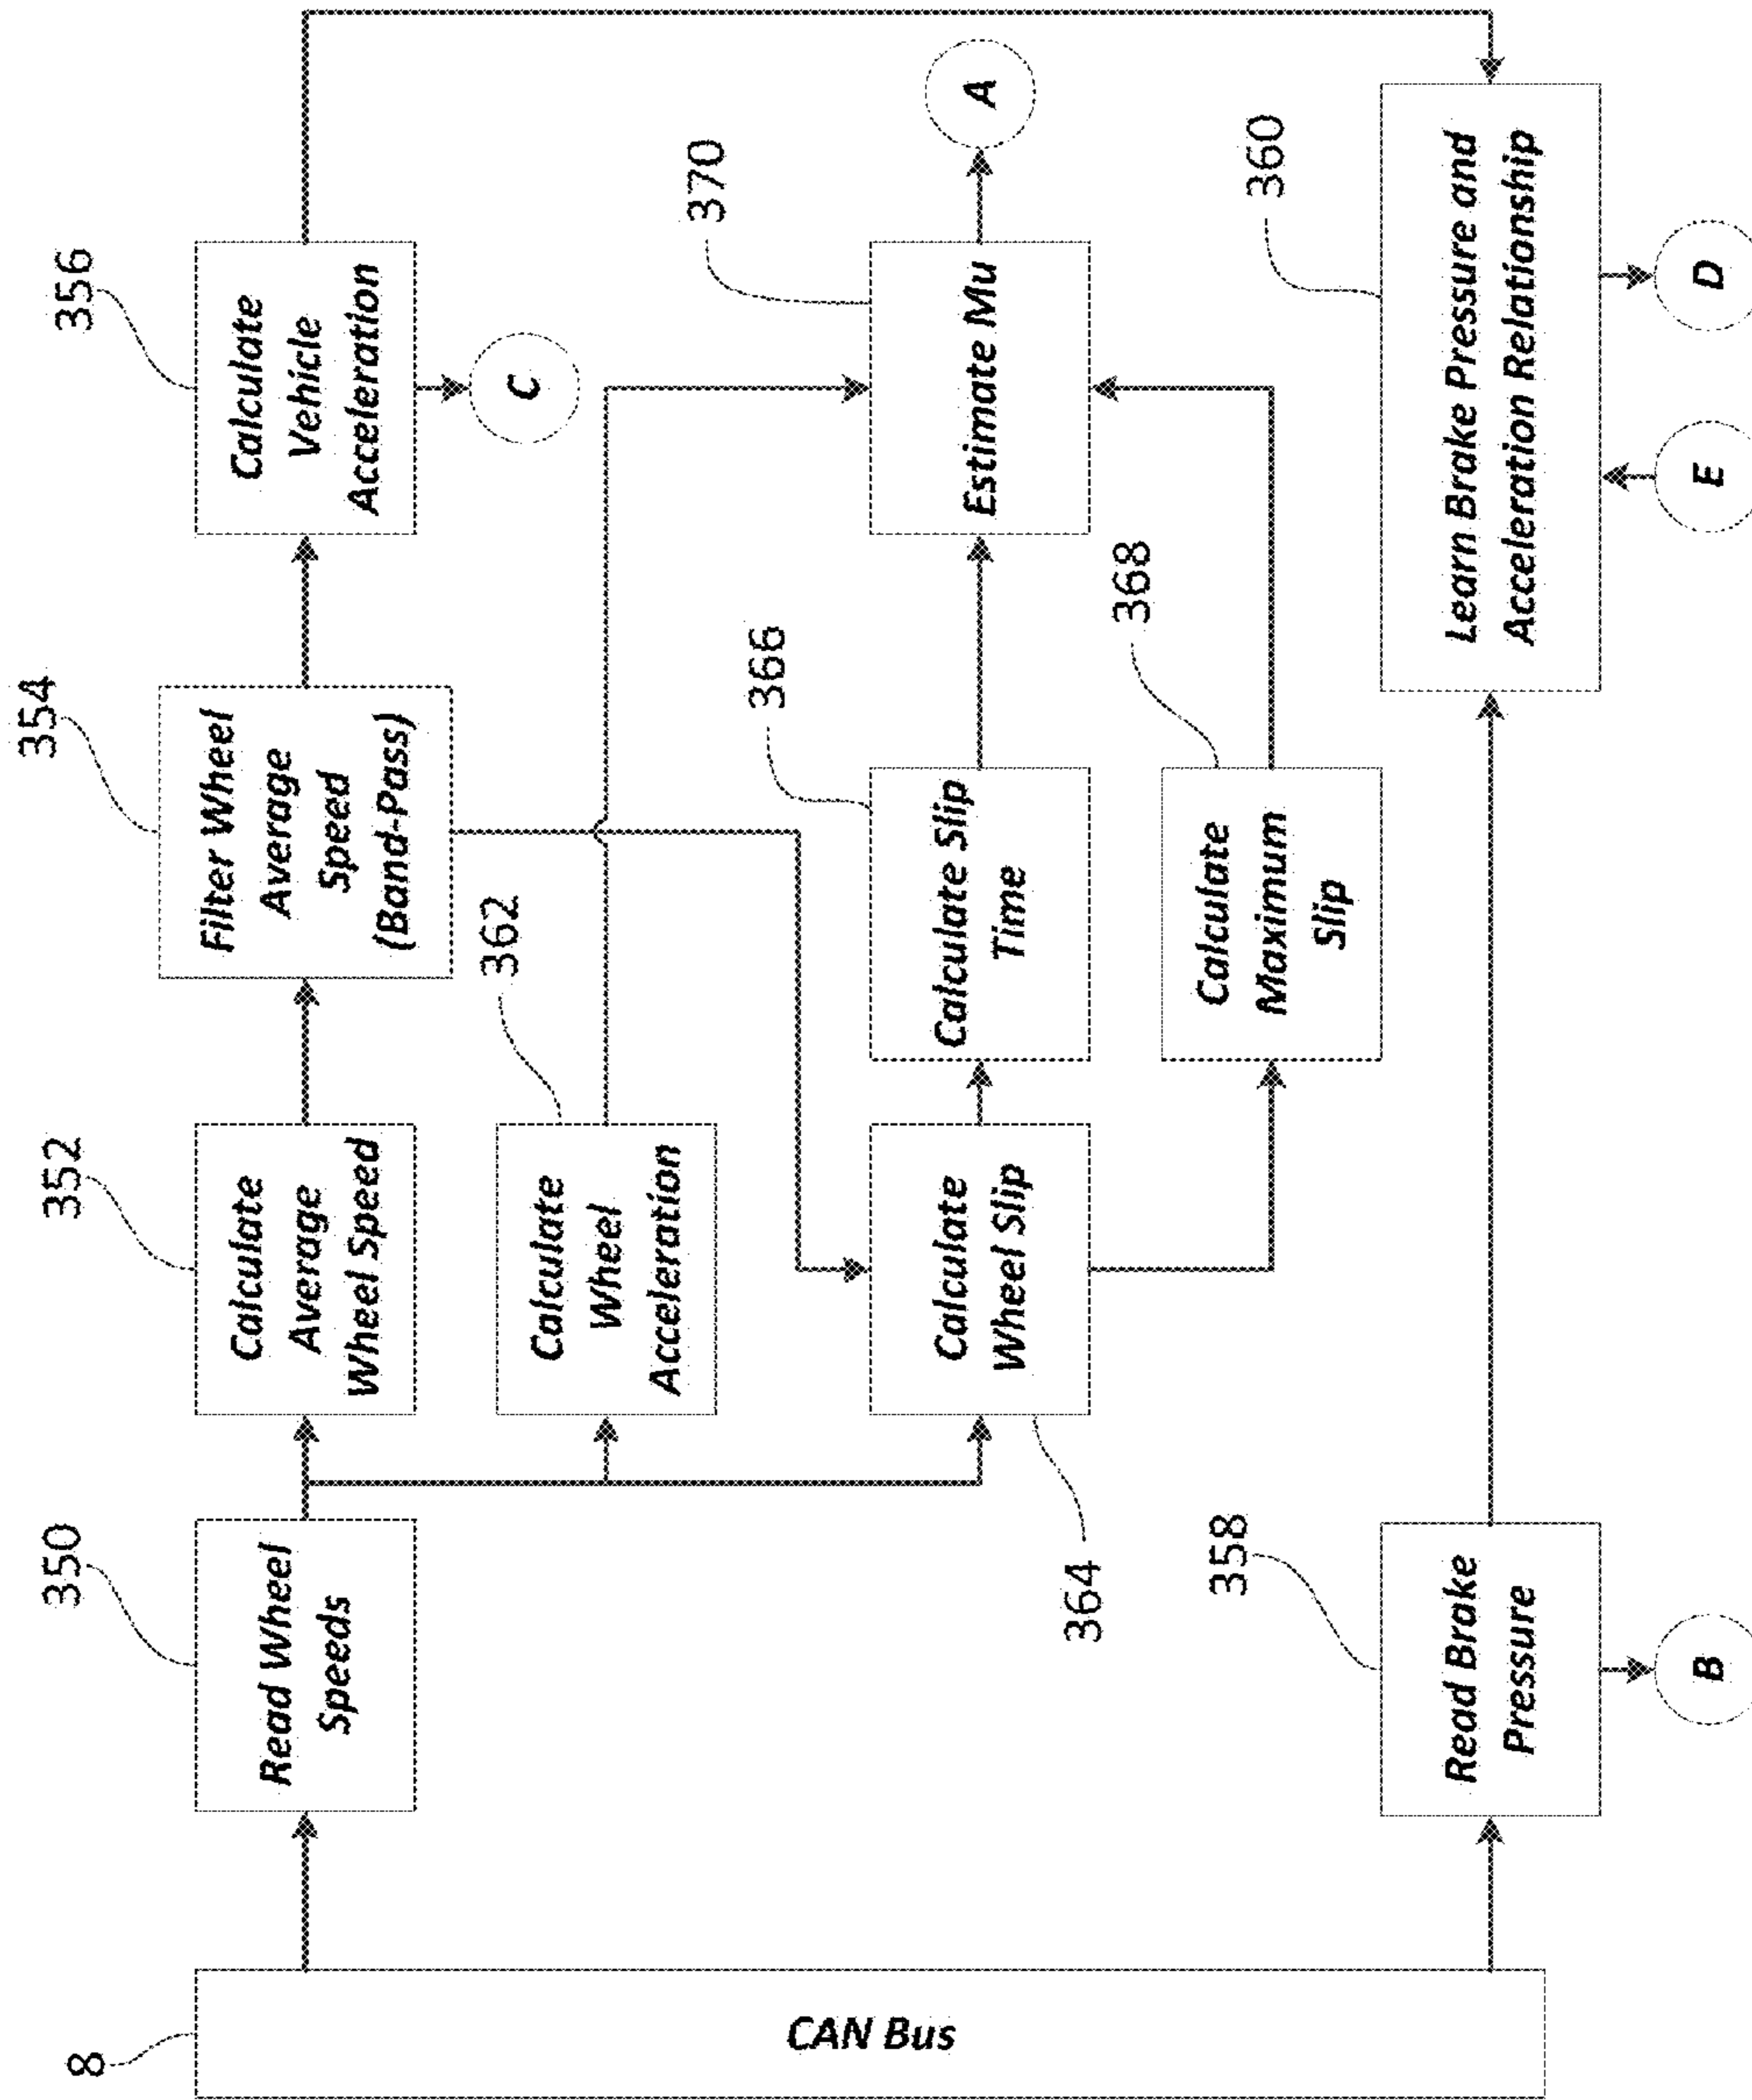 8
CAN Bus
350
Read Wheel
Speeds
352
Calculate
Average
Wheel Speed
354
Filter Wheel
Average
Speed
(Band-Pass)
356
Calculate
Vehicle
Acceleration
C
362
Calculate
Wheel
Acceleration
364
Calculate
Wheel Slip
366
Calculate Slip
Time
368
Calculate
Maximum
Slip
370
Estimate Mu
A
358
Read Brake
Pressure
B
360
Learn Brake Pressure and
Acceleration Relationship
E
D